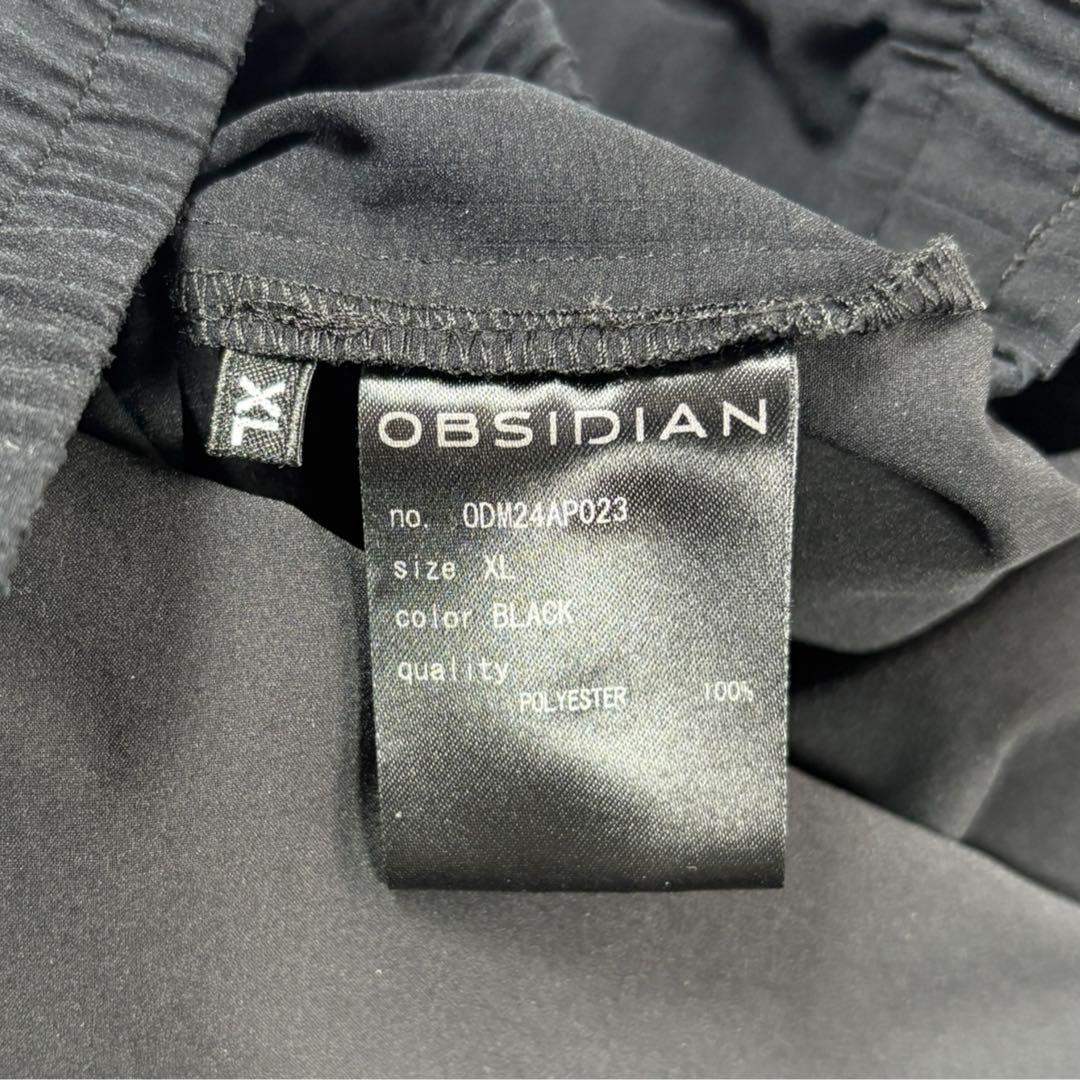 XL
OBSIDIAN
no. ODM24AP023
size XL
color BLACK
quality
POLYESTER 100%